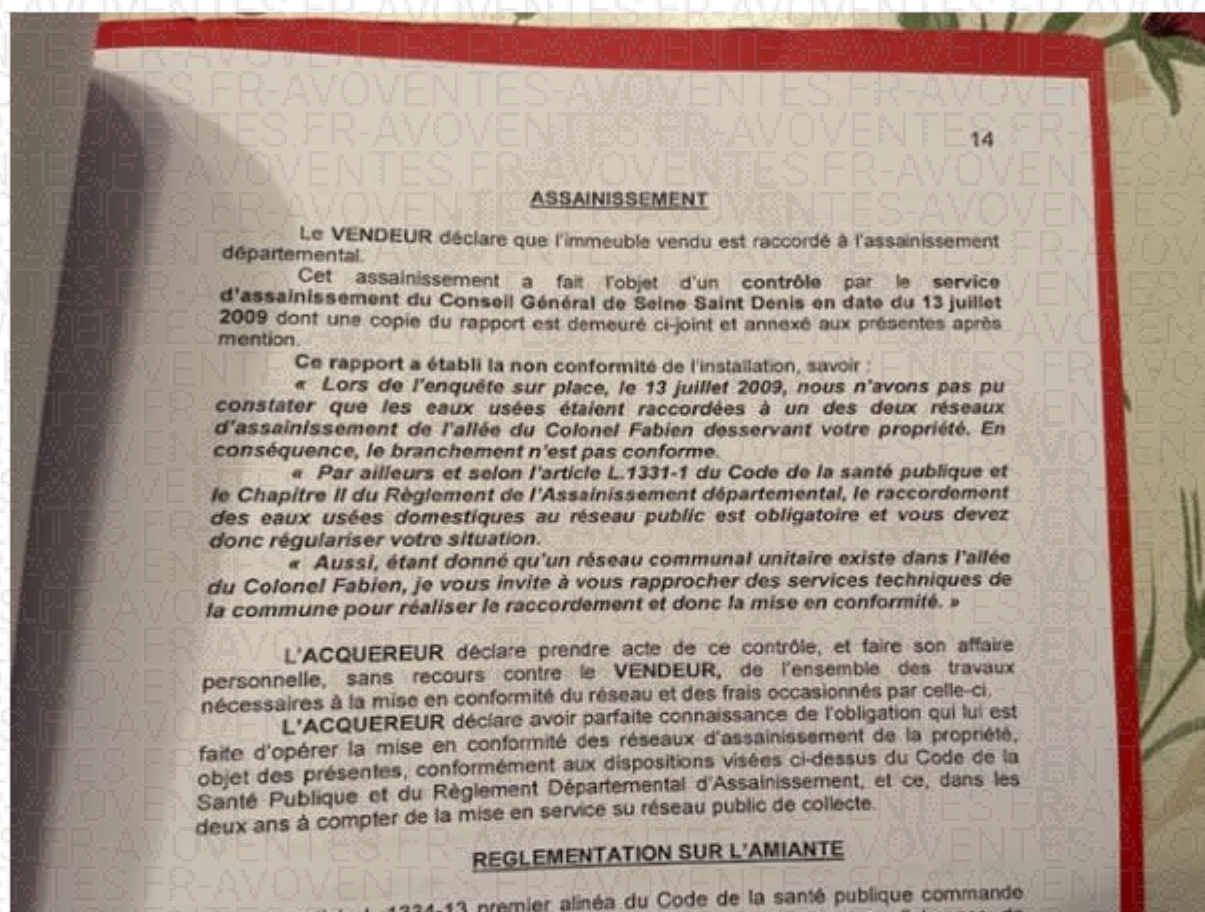 14
ASSAINISSEMENT
Le VENDEUR déclare que l'immeuble vendu est raccordé à l'assainissement
départemental.
Cet assainissement a fait l'objet d'un contrôle par le service
d'assainissement du Conseil Général de Seine Saint Denis en date du 13 juillet
2009 dont une copie du rapport est demeuré ci-joint et annexé aux présentes après
mention.
Ce rapport a établi la non conformité de l'installation, savoir :
« Lors de l'enquête sur place, le 13 juillet 2009, nous n'avons pas pu
constater que les eaux usées étaient raccordées à un des deux réseaux
d'assainissement de l'allée du Colonel Fabien desservant votre propriété. En
conséquence, le branchement n'est pas conforme.
« Par ailleurs et selon l'article L.1331-1 du Code de la santé publique et
le Chapitre II du Règlement de l'Assainissement départemental, le raccordement
des eaux usées domestiques au réseau public est obligatoire et vous devez
donc régulariser votre situation.
« Aussi, étant donné qu'un réseau communal unitaire existe dans l'allée
du Colonel Fabien, je vous invite à vous rapprocher des services techniques de
la commune pour réaliser le raccordement et donc la mise en conformité. »
L'ACQUEREUR déclare prendre acte de ce contrôle, et faire son affaire
personnelle, sans recours contre le VENDEUR, de l'ensemble des travaux
nécessaires à la mise en conformité du réseau et des frais occasionnés par celle-ci.
L'ACQUEREUR déclare avoir parfaite connaissance de l'obligation qui lui est
faite d'opérer la mise en conformité des réseaux d'assainissement de la propriété,
objet des présentes, conformément aux dispositions visées ci-dessus du Code de la
Santé Publique et du Règlement Départemental d'Assainissement, et ce, dans les
deux ans à compter de la mise en service su réseau public de collecte.
REGLEMENTATION SUR L'AMIANTE
1334-13 premier alinéa du Code de la santé publique commande